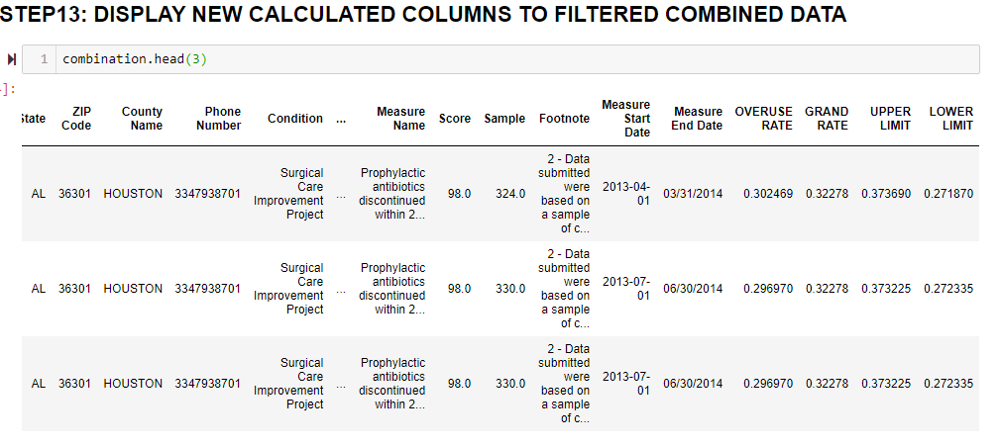 STEP13: DISPLAY NEW CALCULATED COLUMNS TO FILTERED COMBINED DATA
1 combination.head(3)
]:
State ZIP Code County Name Phone Number Condition ... Measure Name Score Sample Footnote Measure Start Date Measure End Date OVERUSE RATE GRAND RATE UPPER LIMIT LOWER LIMIT
AL 36301 HOUSTON 3347938701 Surgical Care Improvement Project ... Prophylactic antibiotics discontinued within 2... 98.0 324.0 2 - Data submitted were based on a sample of c... 2013-04-01 03/31/2014 0.302469 0.32278 0.373690 0.271870
AL 36301 HOUSTON 3347938701 Surgical Care Improvement Project ... Prophylactic antibiotics discontinued within 2... 98.0 330.0 2 - Data submitted were based on a sample of c... 2013-07-01 06/30/2014 0.296970 0.32278 0.373225 0.272335
AL 36301 HOUSTON 3347938701 Surgical Care Improvement Project ... Prophylactic antibiotics discontinued within 2... 98.0 330.0 2 - Data submitted were based on a sample of c... 2013-07-01 06/30/2014 0.296970 0.32278 0.373225 0.272335